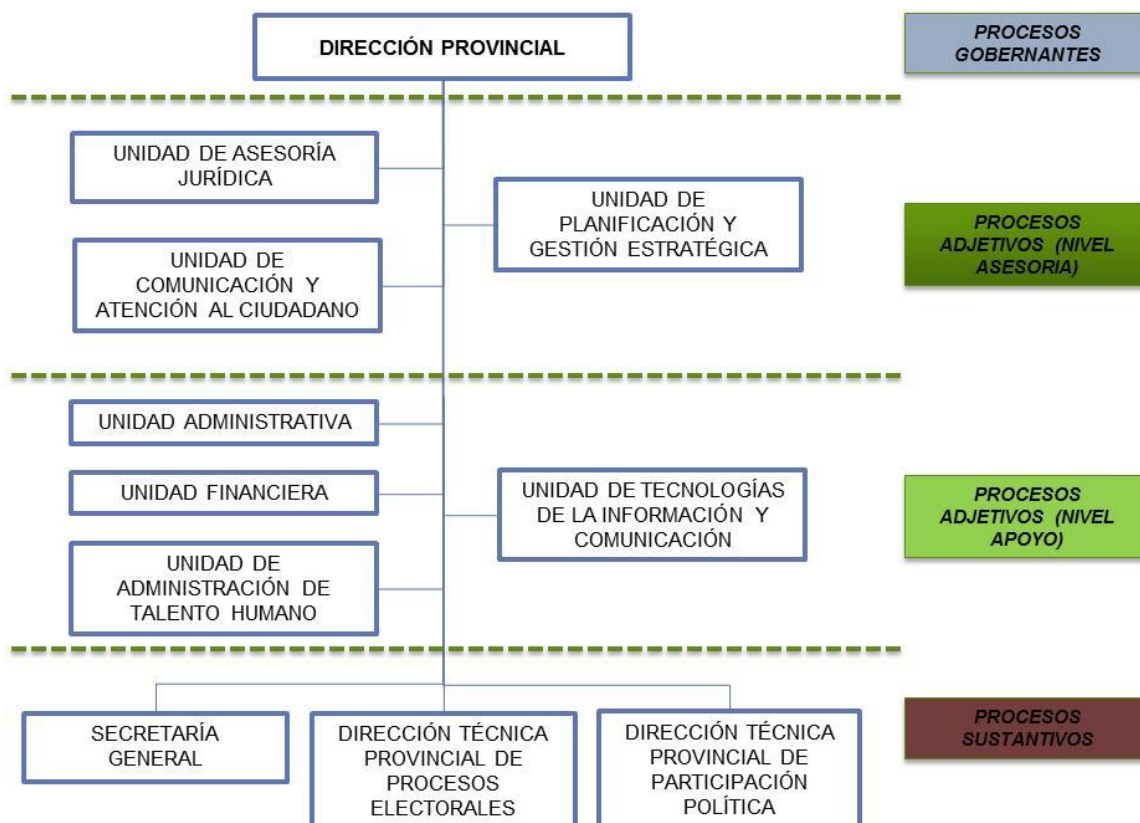 DIRECCIÓN PROVINCIAL
PROCESOS
GOBERNANTES
UNIDAD DE ASESORÍA
JURÍDICA
UNIDAD DE
PLANIFICACIÓN Y
GESTIÓN ESTRATÉGICA
UNIDAD DE
COMUNICACIÓN Y
ATENCIÓN AL CIUDADANO
PROCESOS
ADJETIVOS (NIVEL
ASESORIA)
UNIDAD ADMINISTRATIVA
UNIDAD FINANCIERA
UNIDAD DE
ADMINISTRACIÓN DE
TALENTO HUMANO
UNIDAD DE TECNOLOGÍAS
DE LA INFORMACIÓN Y
COMUNICACIÓN
PROCESOS
ADJETIVOS (NIVEL
APOYO)
SECRETARÍA
GENERAL
DIRECCIÓN TÉCNICA
PROVINCIAL DE
PROCESOS
ELECTORALES
DIRECCIÓN TÉCNICA
PROVINCIAL DE
PARTICIPACIÓN
POLÍTICA
PROCESOS
SUSTANTIVOS